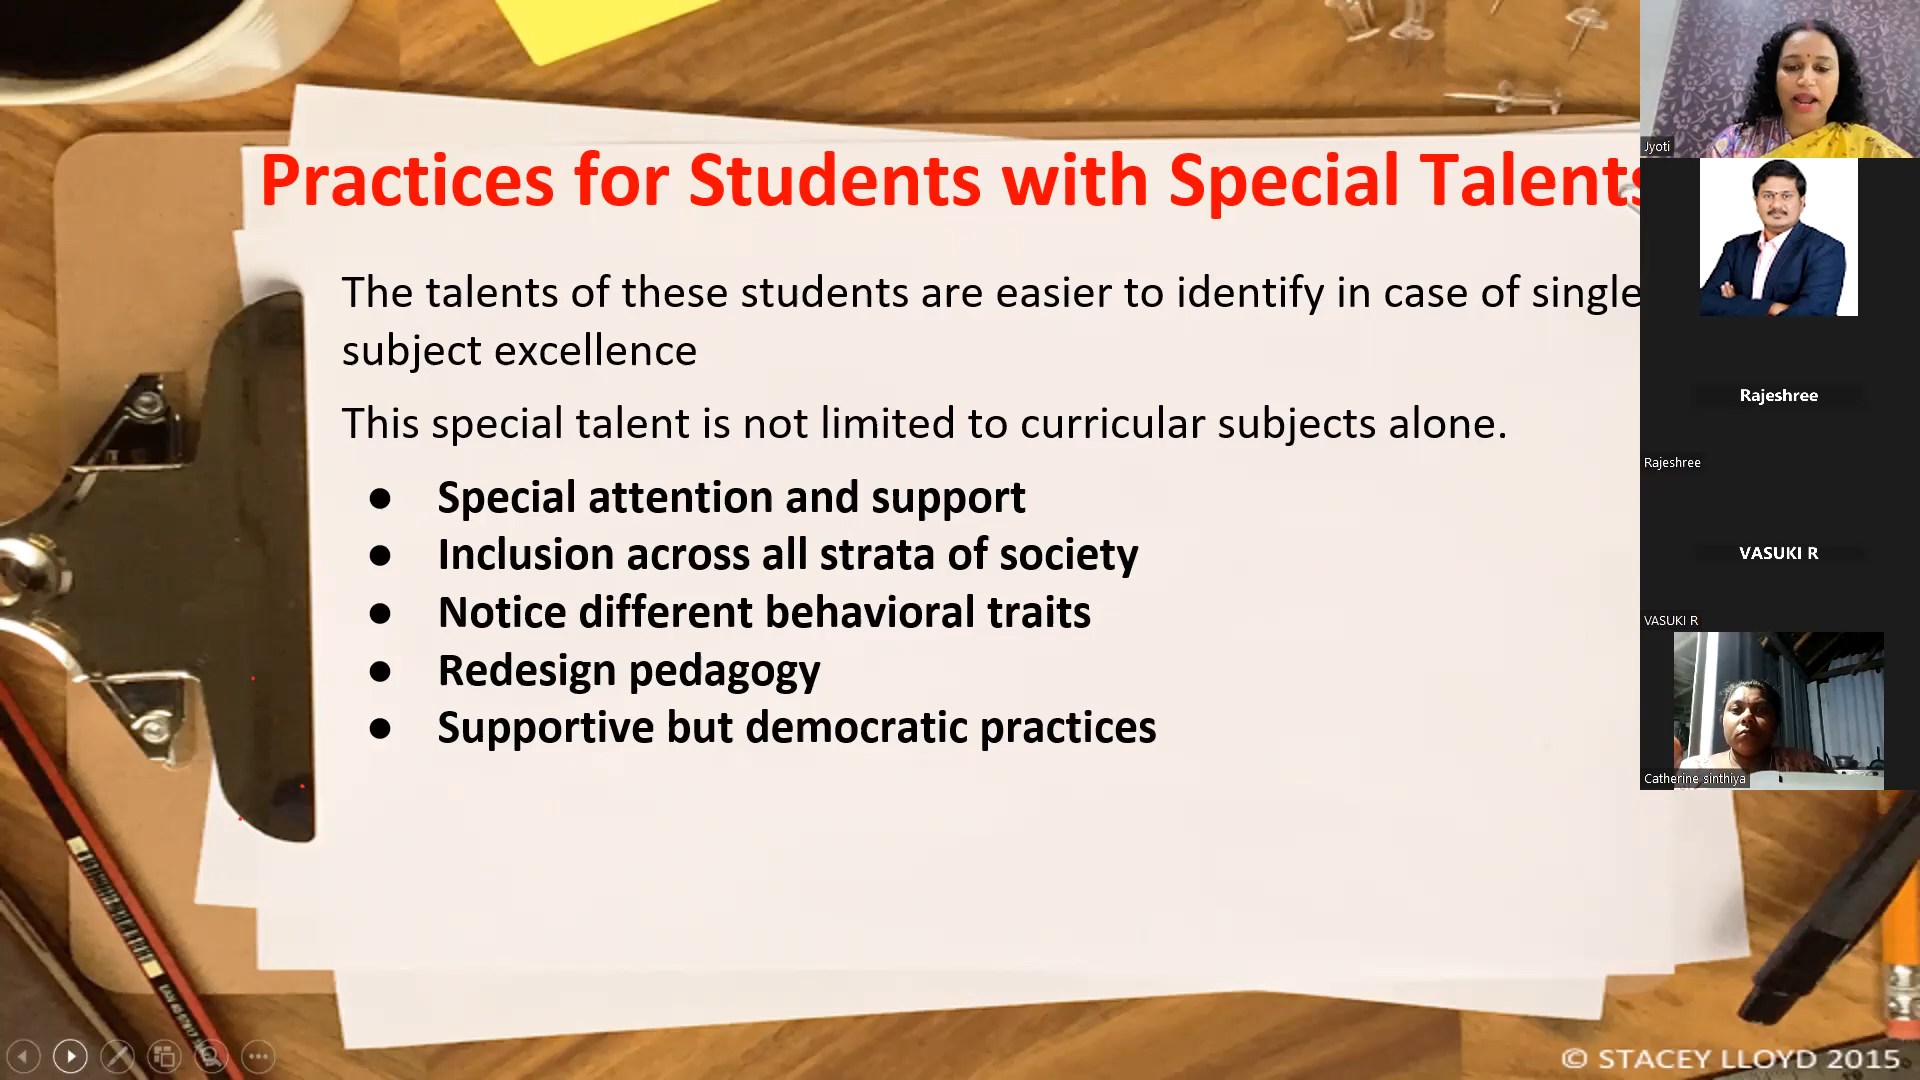 Practices for Students with Special Talents
The talents of these students are easier to identify in case of single
subject excellence
This special talent is not limited to curricular subjects alone.
● Special attention and support
● Inclusion across all strata of society
● Notice different behavioral traits
● Redesign pedagogy
● Supportive but democratic practices
Jyoti
Rajeshree
Rajeshree
VASUKI R
VASUKI R
Catherine sinthiya
© STACEY LLOYD 2015